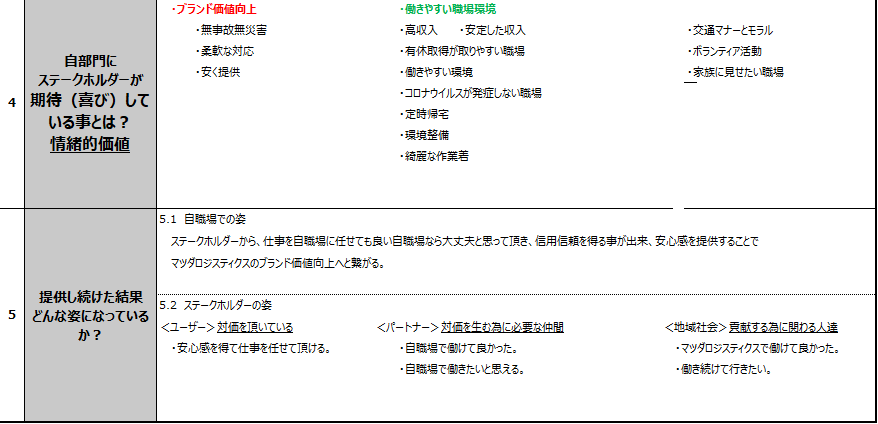 4
自部門に
ステークホルダーが
期待（喜び）して
いる事とは？
情緒的価値
・ブランド価値向上
・無事故無災害
・柔軟な対応
・安く提供
・働きやすい職場環境
・高収入　・安定した収入
・有休取得が取りやすい職場
・働きやすい環境
・コロナウイルスが発症しない職場
・定時帰宅
・環境整備
・綺麗な作業着
・交通マナーとモラル
・ボランティア活動
・家族に見せたい職場
5
提供し続けた結果
どんな姿になっている
か？
5.1 自職場での姿
ステークホルダーから、仕事を自職場に任せても良い自職場なら大丈夫と思って頂き、信用信頼を得る事が出来、安心感を提供することで
マツダロジスティクスのブランド価値向上へと繋がる。
5.2 ステークホルダーの姿
＜ユーザー＞対価を頂いている
・安心感を得て仕事を任せて頂ける。
＜パートナー＞対価を生む為に必要な仲間
・自職場で働けて良かった。
・自職場で働きたいと思える。
＜地域社会＞貢献する為に関わる人達
・マツダロジスティクスで働けて良かった。
・働き続けて行きたい。